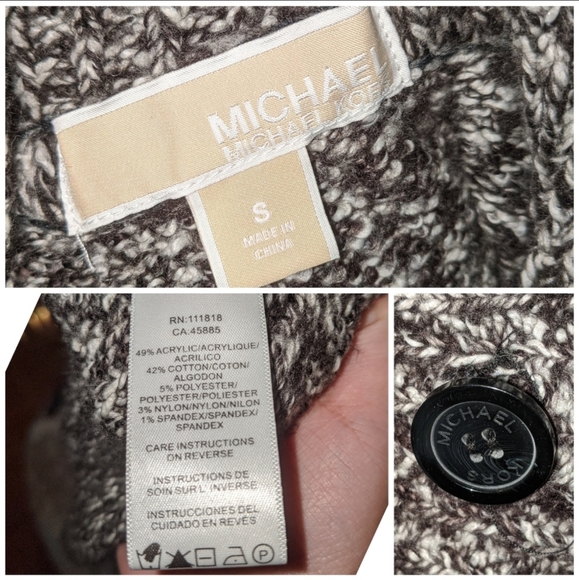 MICHAEL
MICHAEL KORS
S
MADE IN
CHINA
RN:111818
CA.45885
49% ACRYLIC/ACRYLIQUE/
ACRILICO
42% COTTON/COTON/
ALGODON
5% POLYESTER/
POLYESTER/POLIESTER
3% NYLON/NYLON/NILON
1% SPANDEX/SPANDEX/
SPANDEX
CARE INSTRUCTIONS
ON REVERSE
INSTRUCTIONS DE
SOIN SUR L'INVERSE
INSTRUCCIONES DEL
CUIDADO EN REVÉS
P
MICHAEL
KORS